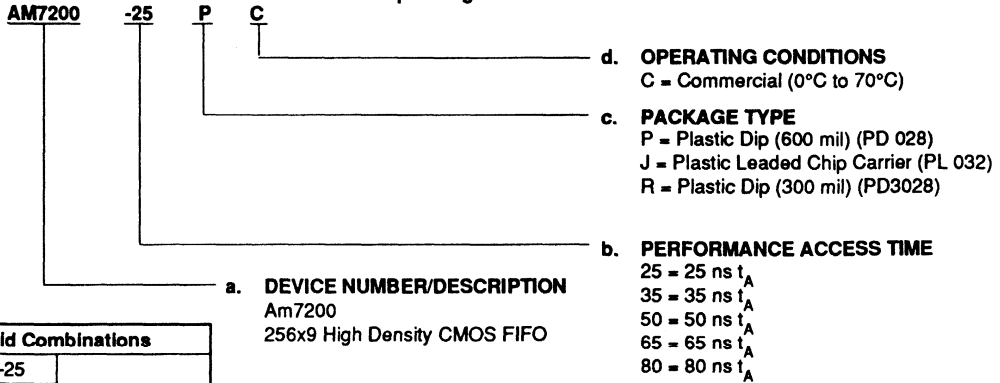 AM7200 -25 P C
d. OPERATING CONDITIONS
C = Commercial (0°C to 70°C)
c. PACKAGE TYPE
P = Plastic Dip (600 mil) (PD 028)
J = Plastic Leaded Chip Carrier (PL 032)
R = Plastic Dip (300 mil) (PD3028)
b. PERFORMANCE ACCESS TIME
25 = 25 ns tA
35 = 35 ns tA
50 = 50 ns tA
65 = 65 ns tA
80 = 80 ns tA
a. DEVICE NUMBER/DESCRIPTION
Am7200
256x9 High Density CMOS FIFO
Combinations
-25